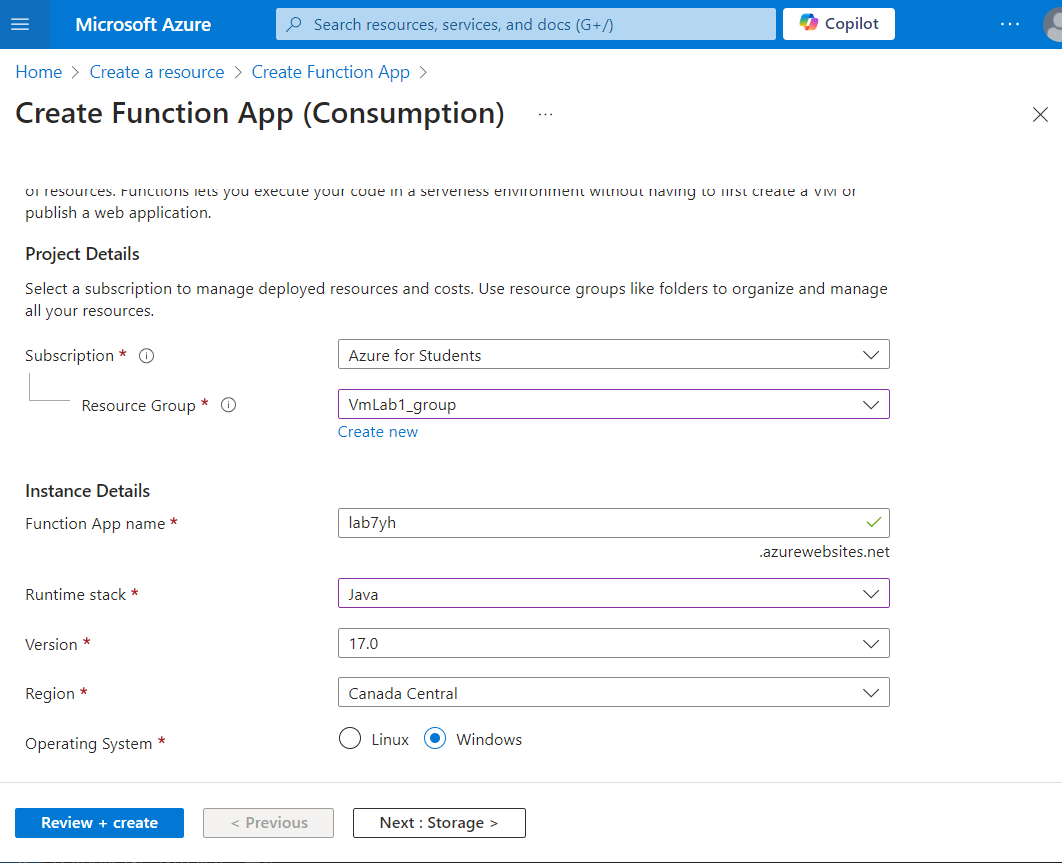 Microsoft Azure
Search resources, services, and docs (G+/)
Copilot
...
Home > Create a resource > Create Function App >
Create Function App (Consumption) ...
of resources. Functions lets you execute your code in a serverless environment without having to first create a VM or
publish a web application.
Project Details
Select a subscription to manage deployed resources and costs. Use resource groups like folders to organize and manage
all your resources.
Subscription *
Azure for Students
Resource Group *
VmLab1_group
Create new
Instance Details
Function App name *
lab7yh
.azurewebsites.net
Runtime stack *
Java
Version *
17.0
Region *
Canada Central
Operating System *
Linux
Windows
Review + create
< Previous
Next : Storage >